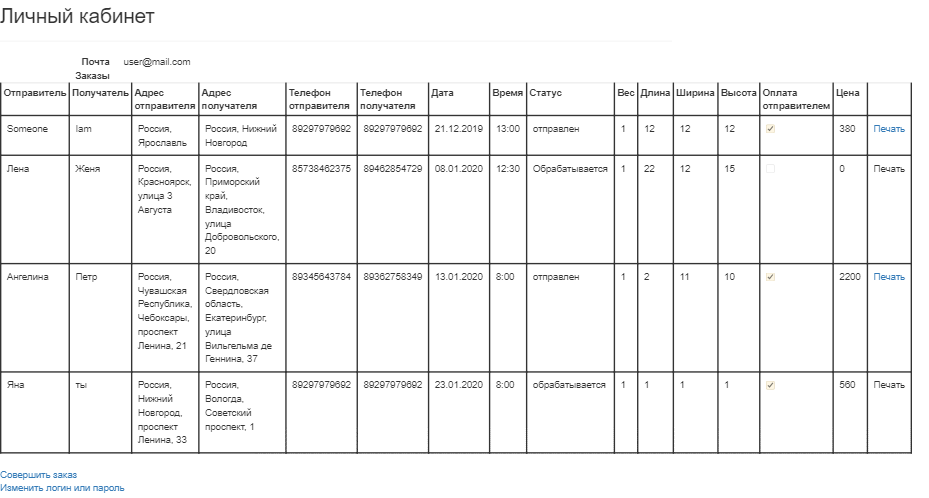 Личный кабинет
Почта user@mail.com
Заказы
Отправитель Получатель Адрес отправителя Адрес получателя Телефон отправителя Телефон получателя Дата Время Статус Вес Длина Ширина Высота Оплата отправителем Цена
Someone Iam Россия, Ярославль Россия, Нижний Новгород 89297979692 89297979692 21.12.2019 13:00 отправлен 1 12 12 12 380 Печать
Лена Женя Россия, Красноярск, улица 3 Августа Россия, Приморский край, Владивосток, улица Добровольского, 20 85738462375 89462854729 08.01.2020 12:30 Обрабатывается 1 22 12 15 0 Печать
Ангелина Петр Россия, Чувашская Республика, Чебоксары, проспект Ленина, 21 Россия, Свердловская область, Екатеринбург, улица Вильгельма де Геннина, 37 89345643784 89362758349 13.01.2020 8:00 отправлен 1 2 11 10 2200 Печать
Яна ты Россия, Нижний Новгород, проспект Ленина, 33 Россия, Вологда, Советский проспект, 1 89297979692 89297979692 23.01.2020 8:00 обрабатывается 1 1 1 1 560 Печать
Совершить заказ
Изменить логин или пароль